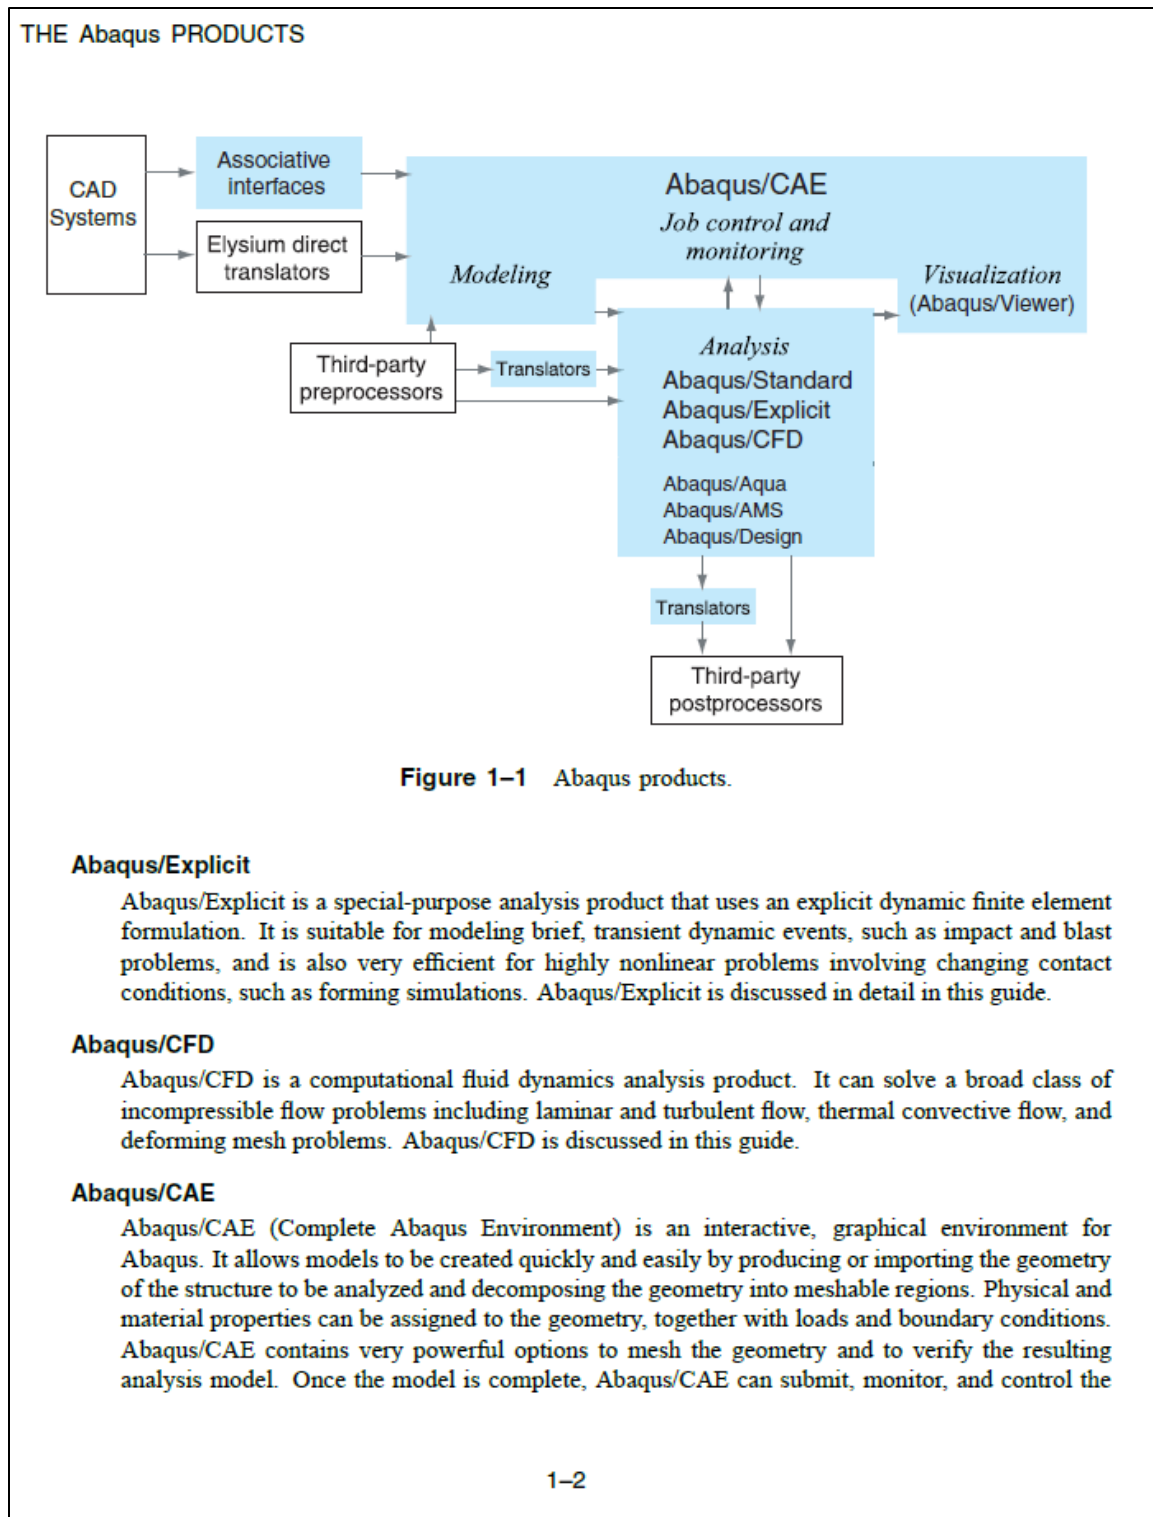 THE Abaqus PRODUCTS
CAD
Systems
Associative
interfaces
Elysium direct
translators
Abaqus/CAE
Job control and
monitoring
Modeling
Visualization
(Abaqus/Viewer)
Third-party
preprocessors
Translators
Analysis
Abaqus/Standard
Abaqus/Explicit
Abaqus/CFD
Abaqus/Aqua
Abaqus/AMS
Abaqus/Design
Translators
Third-party
postprocessors
Figure 1–1 Abaqus products.
Abaqus/Explicit
Abaqus/Explicit is a special-purpose analysis product that uses an explicit dynamic finite element
formulation. It is suitable for modeling brief, transient dynamic events, such as impact and blast
problems, and is also very efficient for highly nonlinear problems involving changing contact
conditions, such as forming simulations. Abaqus/Explicit is discussed in detail in this guide.
Abaqus/CFD
Abaqus/CFD is a computational fluid dynamics analysis product. It can solve a broad class of
incompressible flow problems including laminar and turbulent flow, thermal convective flow, and
deforming mesh problems. Abaqus/CFD is discussed in this guide.
Abaqus/CAE
Abaqus/CAE (Complete Abaqus Environment) is an interactive, graphical environment for
Abaqus. It allows models to be created quickly and easily by producing or importing the geometry
of the structure to be analyzed and decomposing the geometry into meshable regions. Physical and
material properties can be assigned to the geometry, together with loads and boundary conditions.
Abaqus/CAE contains very powerful options to mesh the geometry and to verify the resulting
analysis model. Once the model is complete, Abaqus/CAE can submit, monitor, and control the
1–2